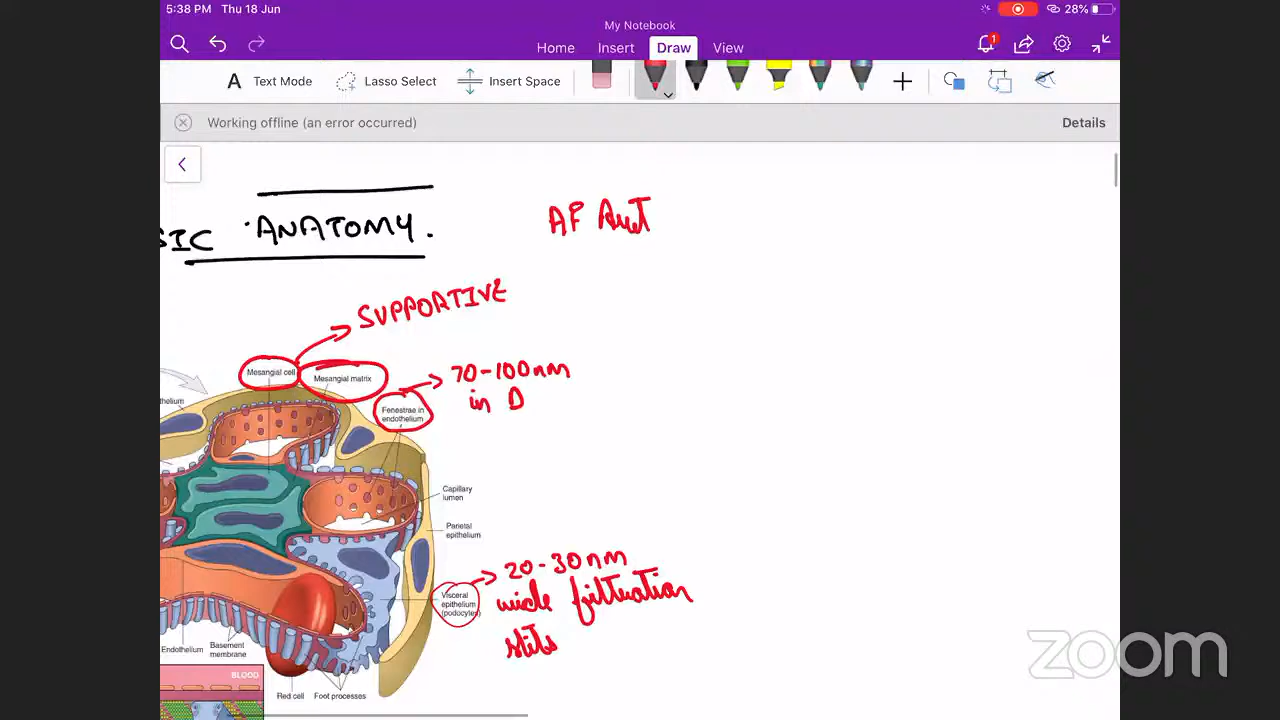 5:38 PM Thu 18 Jun
28%
My Notebook
Home Insert Draw View
1
Text Mode
Lasso Select
Insert Space
Working offline (an error occurred)
Details
SIC ANATOMY.
AF
SUPPORTIVE
Mesangial cell
Mesangial matrix
70-100nm
in D
Fenestrae in
endothelium
thelium
Capillary
lumen
Parietal
epithelium
20-30nm
wide filtration
slits
Visceral
epithelium
(podocytes)
Endothelium
Basement
membrane
BLOOD
Red cell
Foot processes
zoom